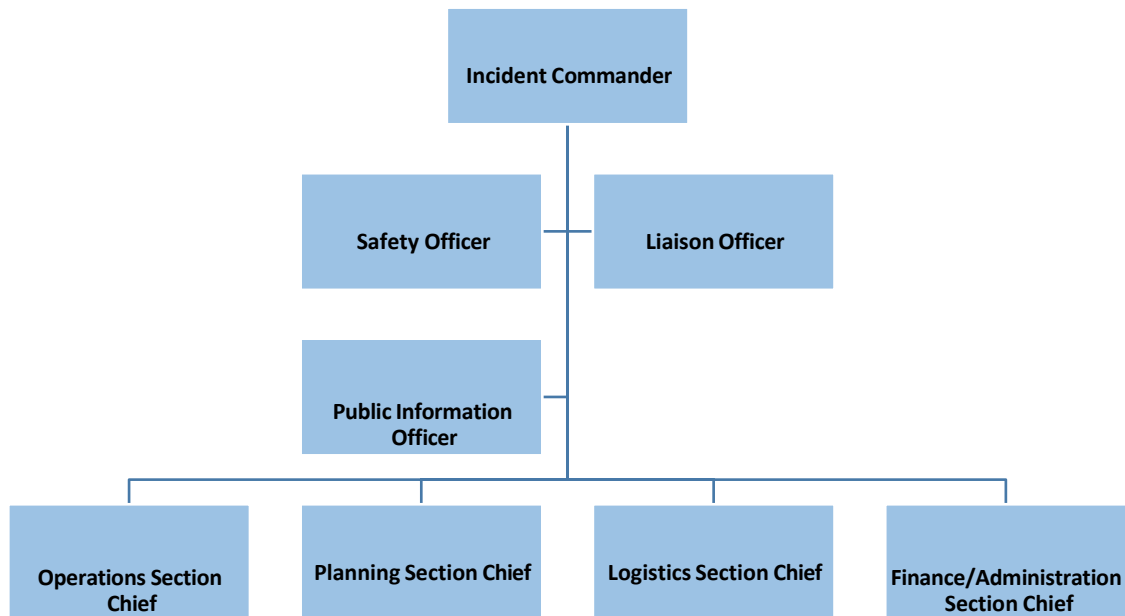 Incident Commander
Safety Officer
Liaison Officer
Public Information
Officer
Operations Section
Chief
Planning Section Chief
Logistics Section Chief
Finance/Administration
Section Chief